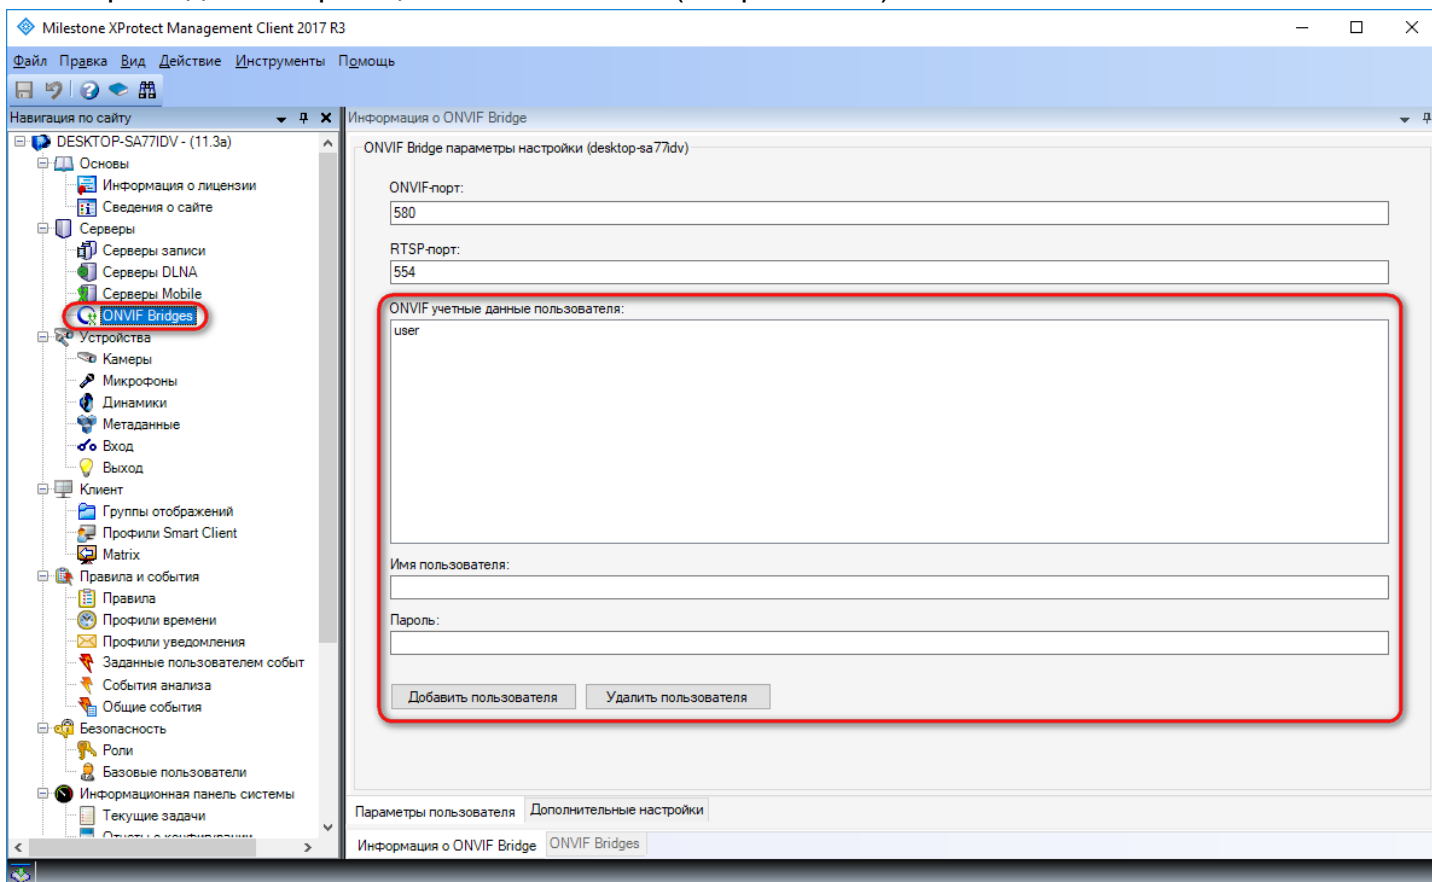 Milestone XProtect Management Client 2017 R3
Файл Правка Вид Действие Инструменты Помощь
Навигация по сайту
DESKTOP-SA77IDV - (11.3a)
Основы
Информация о лицензии
Сведения о сайте
Серверы
Серверы записи
Серверы DLNA
Серверы Mobile
ONVIF Bridges
Устройства
Камеры
Микрофоны
Динамики
Метаданные
Вход
Выход
Клиент
Группы отображений
Профили Smart Client
Matrix
Правила и события
Правила
Профили времени
Профили уведомления
Заданные пользователем событ
События анализа
Общие события
Безопасность
Роли
Базовые пользователи
Информационная панель системы
Текущие задачи
Информация о ONVIF Bridge
ONVIF Bridge параметры настройки (desktop-sa77idv)
ONVIF-порт:
580
RTSP-порт:
554
ONVIF учетные данные пользователя:
user
Имя пользователя:
Пароль:
Добавить пользователя Удалить пользователя
Параметры пользователя Дополнительные настройки
Информация о ONVIF Bridge ONVIF Bridges